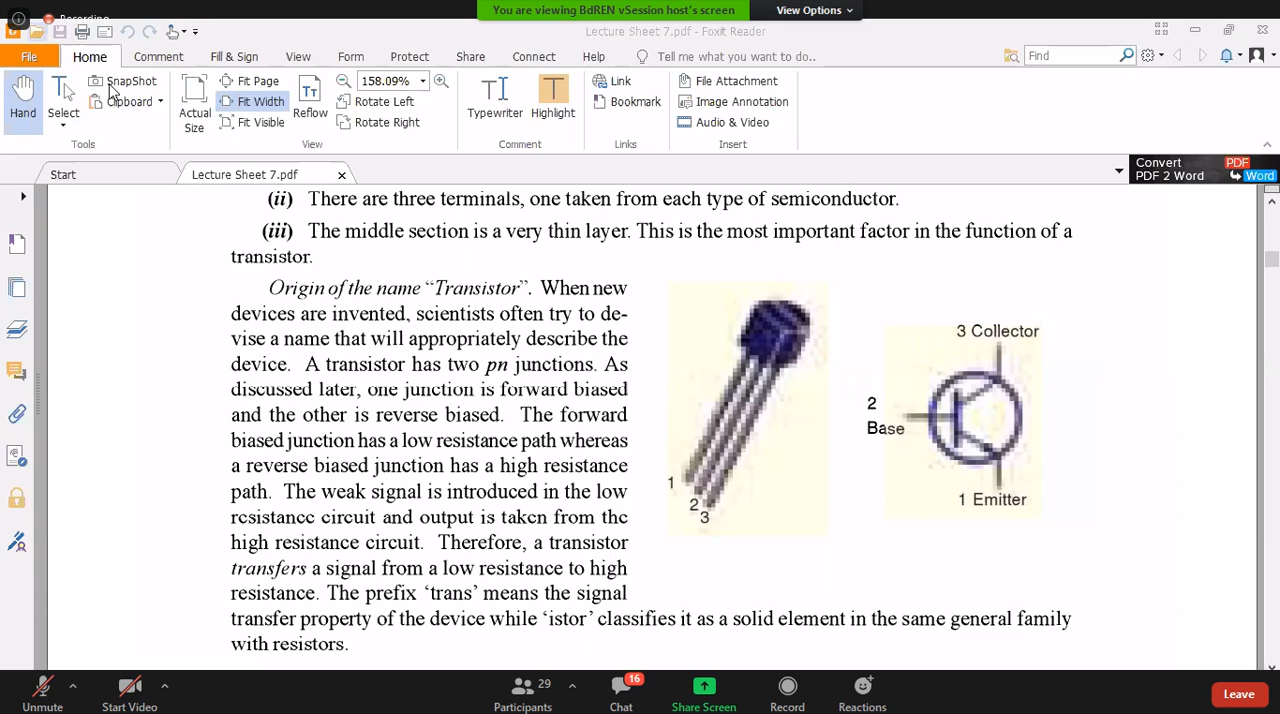 Recording
You are viewing BdREN vSession host's screen
View Options
Lecture Sheet 7.pdf - Foxit Reader
File
Home
Comment
Fill & Sign
View
Form
Protect
Share
Connect
Help
Tell me what you want to do..
Find
Hand
Select
SnapShot
Clipboard
Tools
Actual
Size
Fit Page
Fit Width
Fit Visible
Reflow
158.09%
Rotate Left
Rotate Right
View
Typewriter
Highlight
Comment
Link
Bookmark
Links
File Attachment
Image Annotation
Audio & Video
Insert
Start
Lecture Sheet 7.pdf
Convert PDF
PDF 2 Word Word
(ii) There are three terminals, one taken from each type of semiconductor.
(iii) The middle section is a very thin layer. This is the most important factor in the function of a
transistor.
Origin of the name “Transistor”. When new
devices are invented, scientists often try to de-
vise a name that will appropriately describe the
device. A transistor has two pn junctions. As
discussed later, one junction is forward biased
and the other is reverse biased. The forward
biased junction has a low resistance path whereas
a reverse biased junction has a high resistance
path. The weak signal is introduced in the low
resistance circuit and output is taken from the
high resistance circuit. Therefore, a transistor
transfers a signal from a low resistance to high
resistance. The prefix ‘trans’ means the signal
transfer property of the device while ‘istor’ classifies it as a solid element in the same general family
with resistors.
1
2
3
3 Collector
2
Base
1 Emitter
Unmute
Start Video
29
Participants
16
Chat
Share Screen
Record
Reactions
Leave